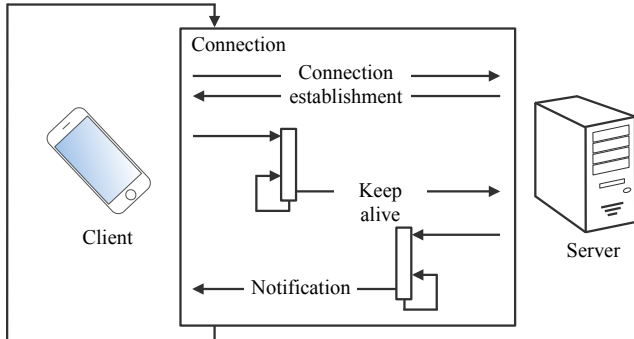 Connection
Connection
establishment
Keep
alive
Client
Server
Notification